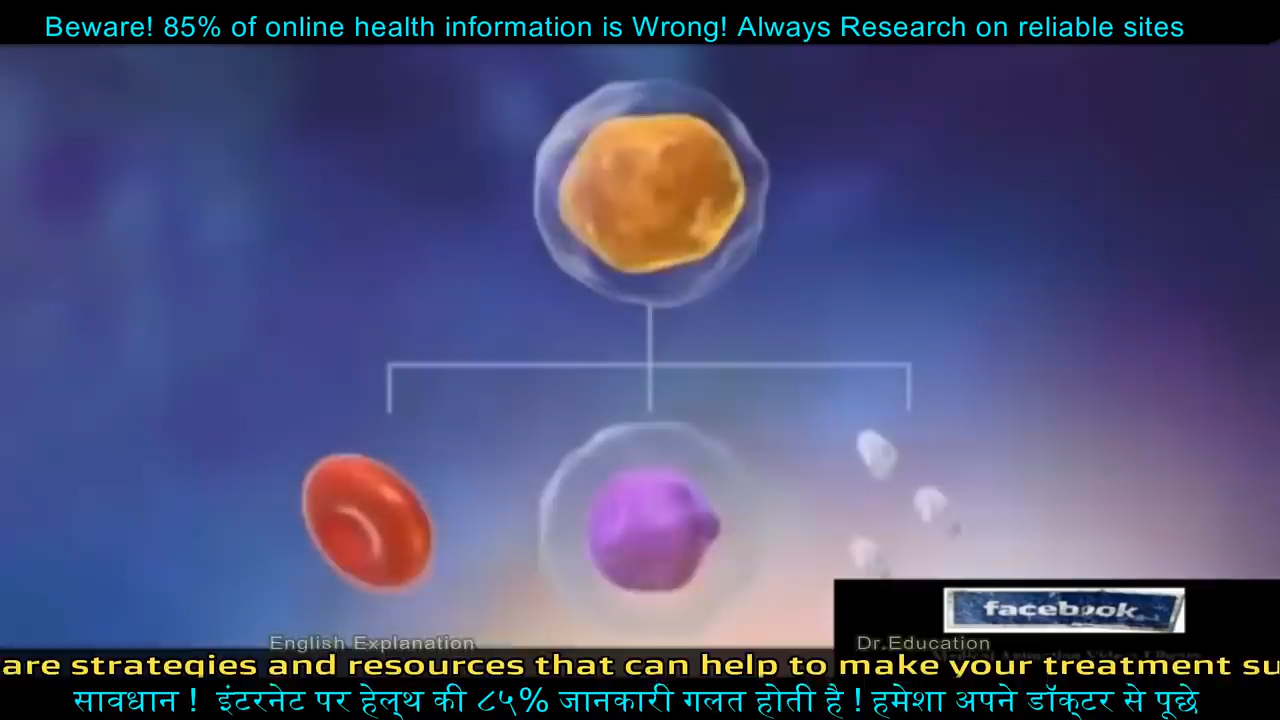 Beware! 85% of online health information is Wrong! Always Research on reliable sites
facebook
English Explanation
Dr.Education
are strategies and resources that can help to make your treatment su
सावधान ! इंटरनेट पर हेल्थ की ८५% जानकारी गलत होती है ! हमेशा अपने डॉक्टर से पूछे